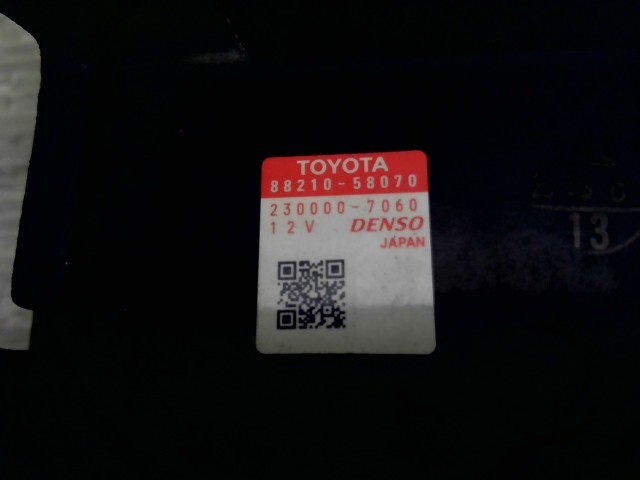 TOYOTA
88210-58070
230000-7060
12V DENSO
JAPAN
13